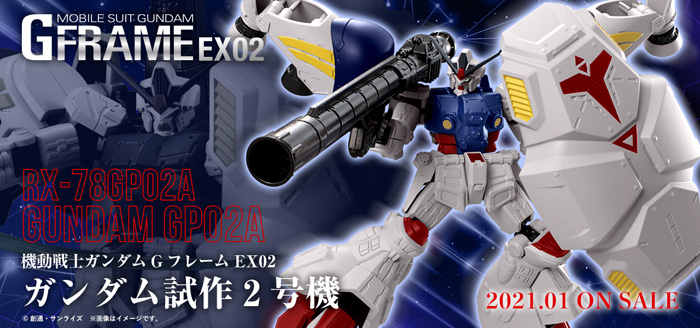 MOBILE SUIT GUNDAM
GFRAME EX02
RX-78GP02A
GUNDAM GP02A
機動戦士ガンダム G フレーム EX02
ガンダム試作 2 号機
© 創通・サンライズ ※画像はイメージです。
2021.01 ON SALE